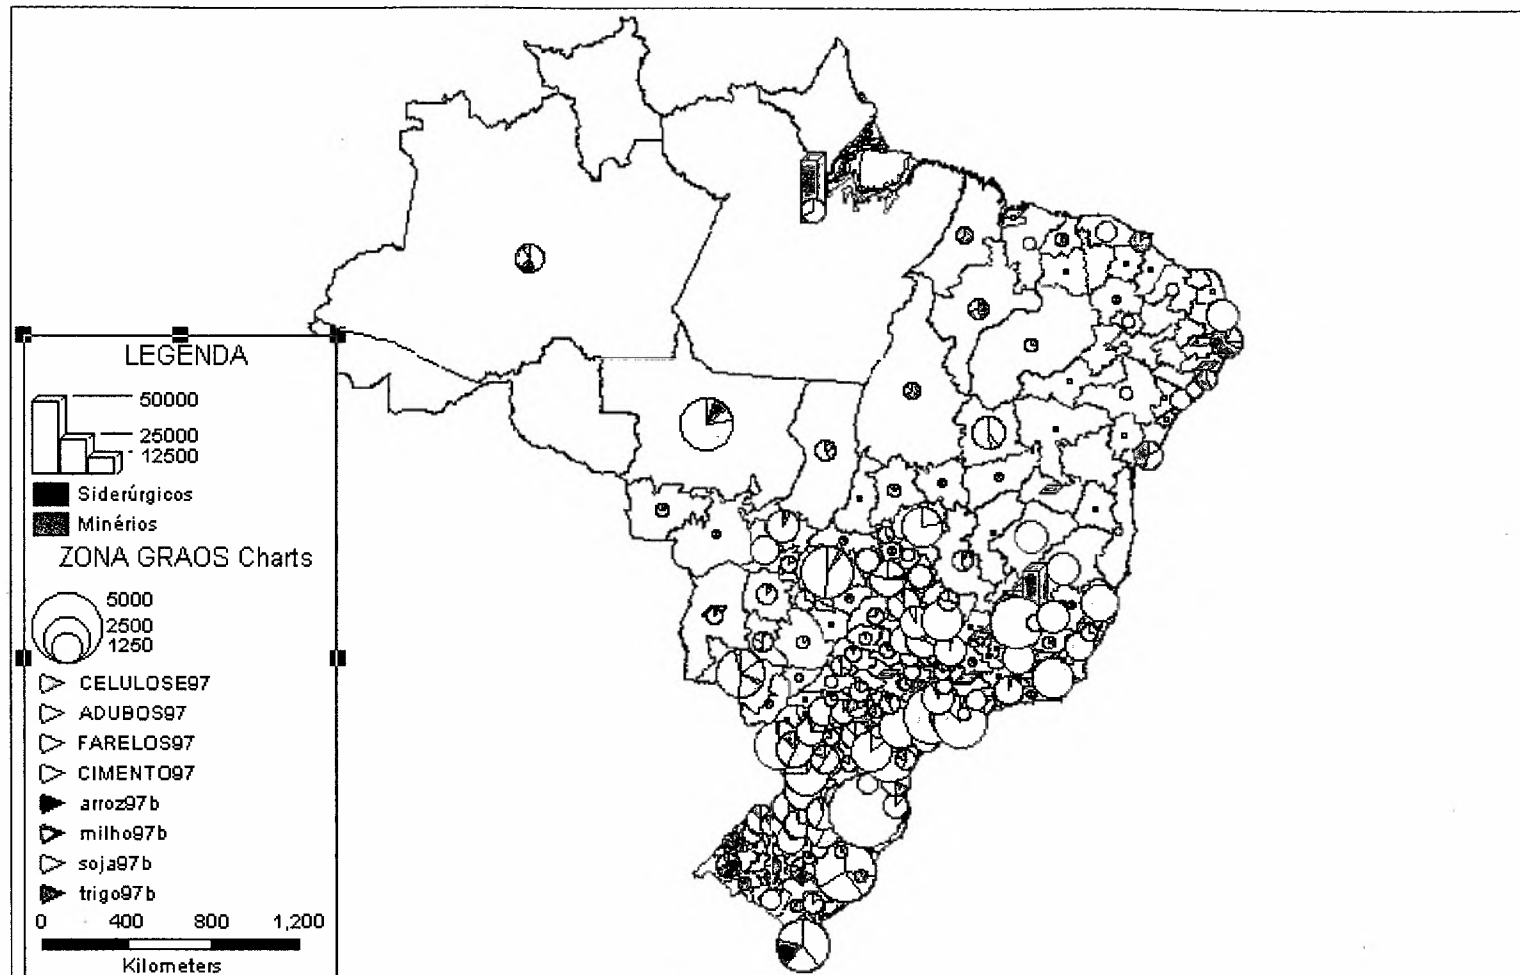 LEGENDA
50000
25000
12500
Siderúrgicos
Minérios
ZONA GRAOS Charts
5000
2500
1250
CELULOSE97
ADUBOS97
FARELOS97
CIMENTO97
arroz97b
milho97b
soja97b
trigo97b
0 400 800 1,200
Kilometers